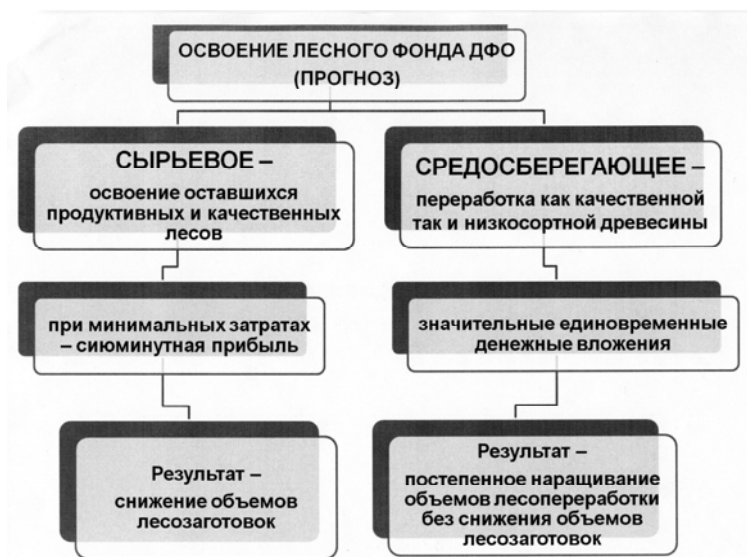 ОСВОЕНИЕ ЛЕСНОГО ФОНДА ДФО
(ПРОГНОЗ)
СЫРЬЕВОЕ –
освоение оставшихся
продуктивных и качественных
лесов
СРЕДОСБЕРЕГАЮЩЕЕ –
переработка как качественной
так и низкосортной древесины
при минимальных затратах
– сиюминутная прибыль
значительные единовременные
денежные вложения
Результат –
снижение объемов
лесозаготовок
Результат –
постепенное наращивание
объемов лесопереработки
без снижения объемов
лесозаготовок